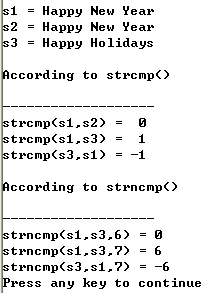 s1 = Happy New Year
s2 = Happy New Year
s3 = Happy Holidays
According to strcmp()
-------------------
strcmp(s1,s2) =  0
strcmp(s1,s3) =  1
strcmp(s3,s1) = -1
According to strncmp()
-------------------
strncmp(s1,s3,6) = 0
strncmp(s1,s3,7) = 6
strncmp(s3,s1,7) = -6
Press any key to continue